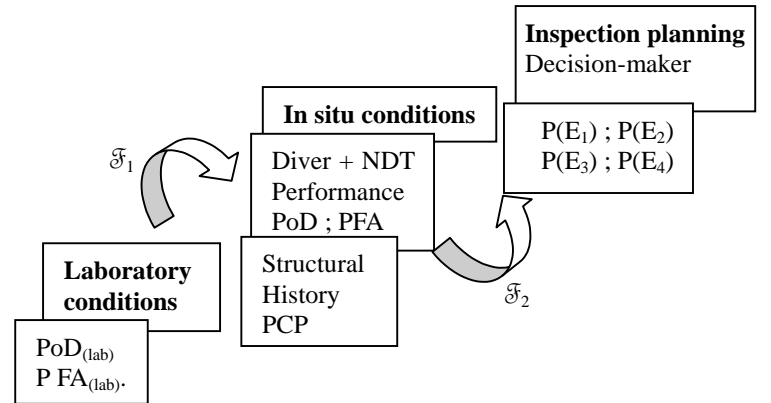 Inspection planning
Decision-maker
P(E₁) ; P(E₂)
P(E₃) ; P(E₄)
In situ conditions
Diver + NDT
Performance
PoD ; PFA
Structural
History
PCP
ℱ₁
ℱ₂
Laboratory
conditions
PoD₍lab₎
P FA₍lab₎.